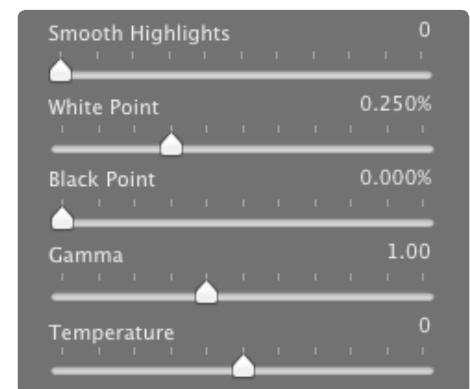 Smooth Highlights 0
White Point 0.250%
Black Point 0.000%
Gamma 1.00
Temperature 0